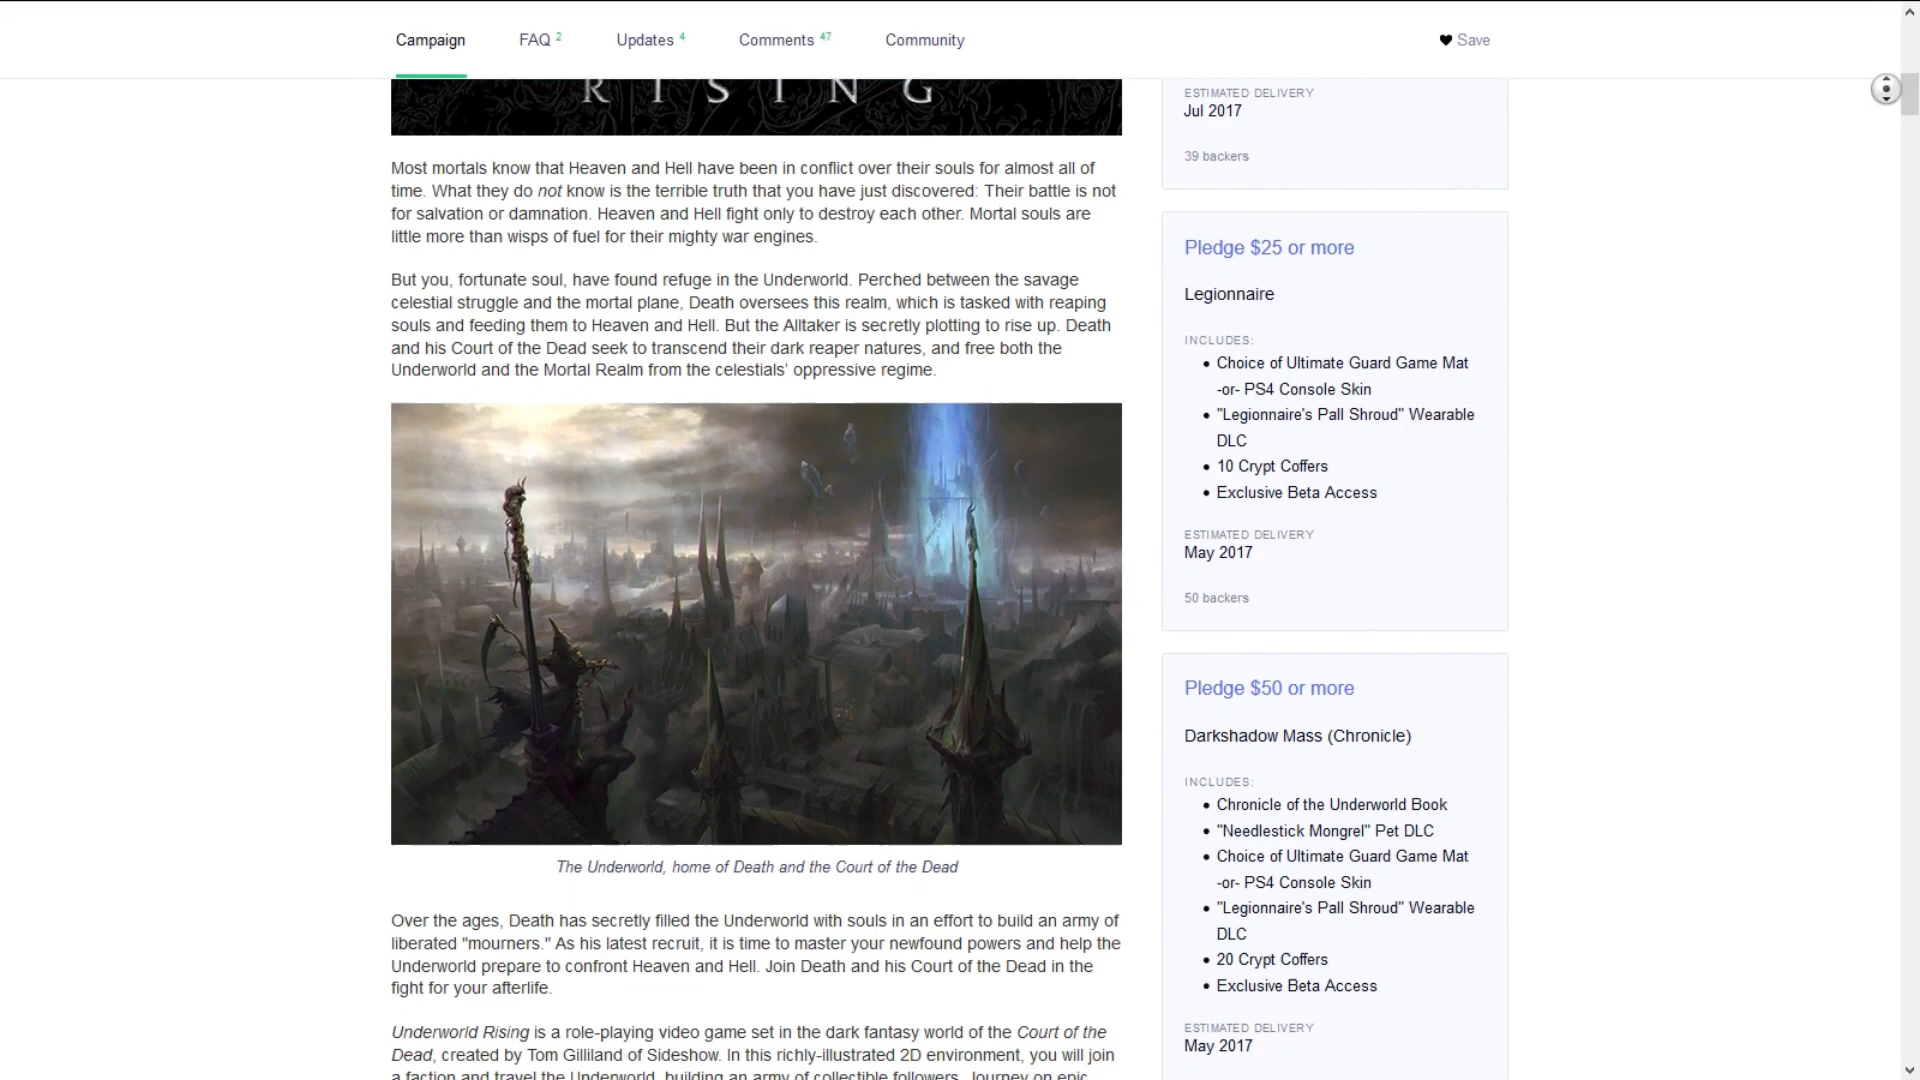 Campaign FAQ 2 Updates 4 Comments 47 Community Save
RISING
Most mortals know that Heaven and Hell have been in conflict over their souls for almost all of
time. What they do not know is the terrible truth that you have just discovered: Their battle is not
for salvation or damnation. Heaven and Hell fight only to destroy each other. Mortal souls are
little more than wisps of fuel for their mighty war engines.
But you, fortunate soul, have found refuge in the Underworld. Perched between the savage
celestial struggle and the mortal plane, Death oversees this realm, which is tasked with reaping
souls and feeding them to Heaven and Hell. But the Alltaker is secretly plotting to rise up. Death
and his Court of the Dead seek to transcend their dark reaper natures, and free both the
Underworld and the Mortal Realm from the celestials' oppressive regime.
The Underworld, home of Death and the Court of the Dead
Over the ages, Death has secretly filled the Underworld with souls in an effort to build an army of
liberated "mourners." As his latest recruit, it is time to master your newfound powers and help the
Underworld prepare to confront Heaven and Hell. Join Death and his Court of the Dead in the
fight for your afterlife.
Underworld Rising is a role-playing video game set in the dark fantasy world of the Court of the
Dead, created by Tom Gilliland of Sideshow. In this richly-illustrated 2D environment, you will join
a faction and travel the Underworld, building an army of collectible followers. Journey on epic
ESTIMATED DELIVERY
Jul 2017
39 backers
Pledge $25 or more
Legionnaire
INCLUDES:
• Choice of Ultimate Guard Game Mat
-or- PS4 Console Skin
• "Legionnaire's Pall Shroud" Wearable
DLC
• 10 Crypt Coffers
• Exclusive Beta Access
ESTIMATED DELIVERY
May 2017
50 backers
Pledge $50 or more
Darkshadow Mass (Chronicle)
INCLUDES:
• Chronicle of the Underworld Book
• "Needlestick Mongrel" Pet DLC
• Choice of Ultimate Guard Game Mat
-or- PS4 Console Skin
• "Legionnaire's Pall Shroud" Wearable
DLC
• 20 Crypt Coffers
• Exclusive Beta Access
ESTIMATED DELIVERY
May 2017